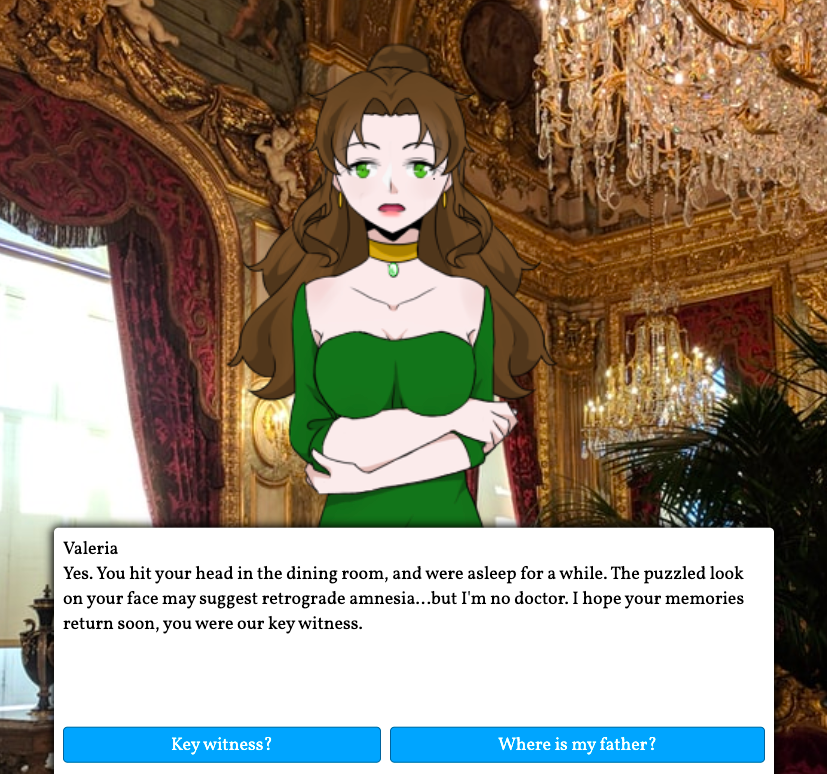 Valeria
Yes. You hit your head in the dining room, and were asleep for a while. The puzzled look
on your face may suggest retrograde amnesia...but I'm no doctor. I hope your memories
return soon, you were our key witness.
Key witness?
Where is my father?